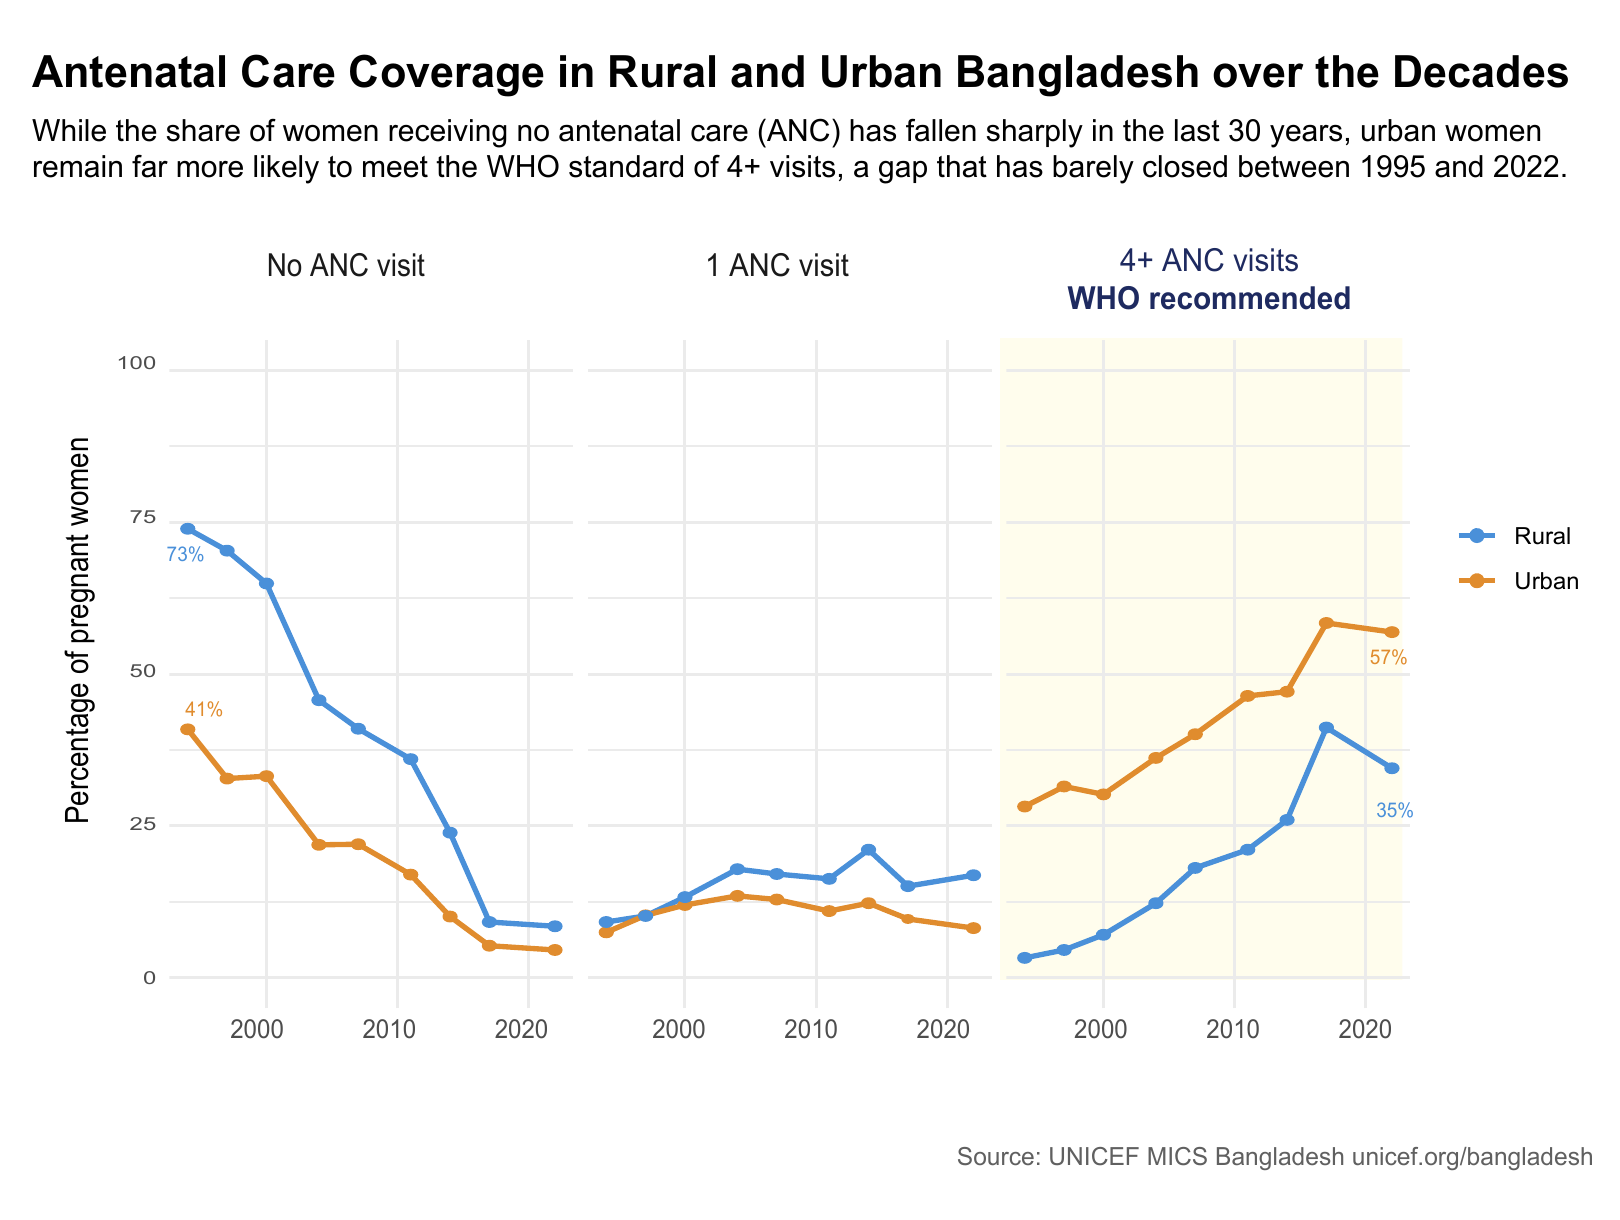 Antenatal Care Coverage in Rural and Urban Bangladesh over the Decades
While the share of women receiving no antenatal care (ANC) has fallen sharply in the last 30 years, urban women
remain far more likely to meet the WHO standard of 4+ visits, a gap that has barely closed between 1995 and 2022.
No ANC visit
1 ANC visit
4+ ANC visits
WHO recommended
Percentage of pregnant women
100
75
50
25
0
73%
41%
57%
35%
2000 2010 2020
2000 2010 2020
2000 2010 2020
Rural
Urban
Source: UNICEF MICS Bangladesh unicef.org/bangladesh